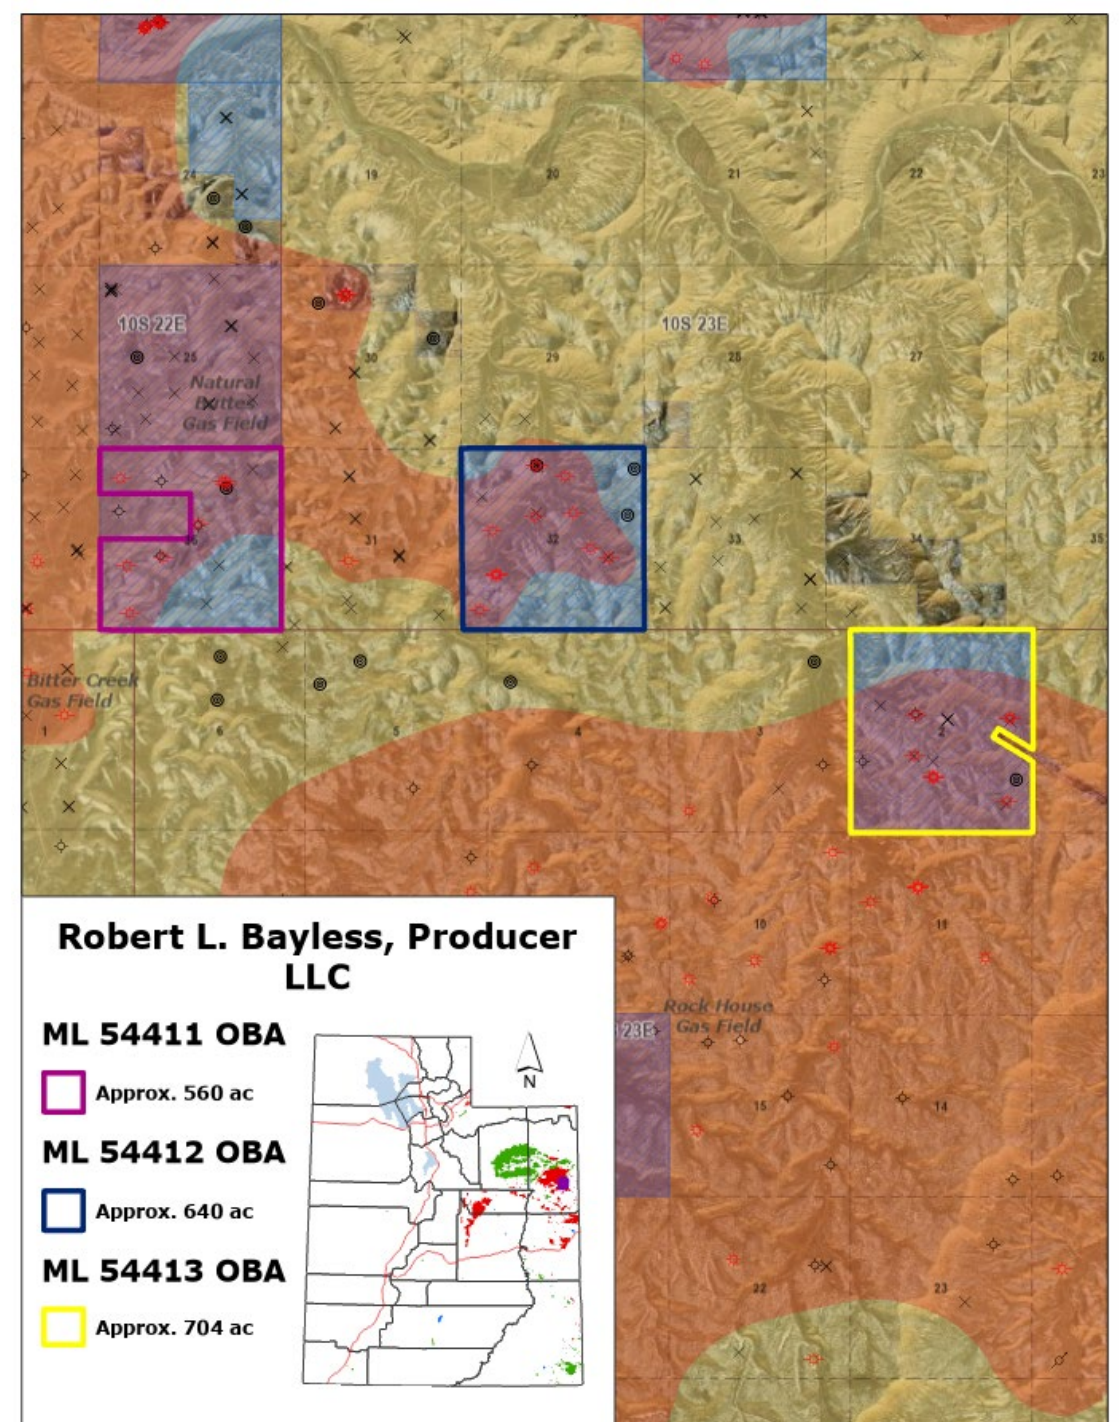 24
19
20
21
22
23
10S 22E
10S 23E
25
30
29
28
27
26
Natural
Buttes
Gas Field
36
31
32
33
34
35
Bitter Creek
Gas Field
1
6
5
4
3
2
10
11
Rock House
Gas Field
23E
15
14
22
23
Robert L. Bayless, Producer
LLC
ML 54411 OBA
Approx. 560 ac
ML 54412 OBA
Approx. 640 ac
ML 54413 OBA
Approx. 704 ac
N